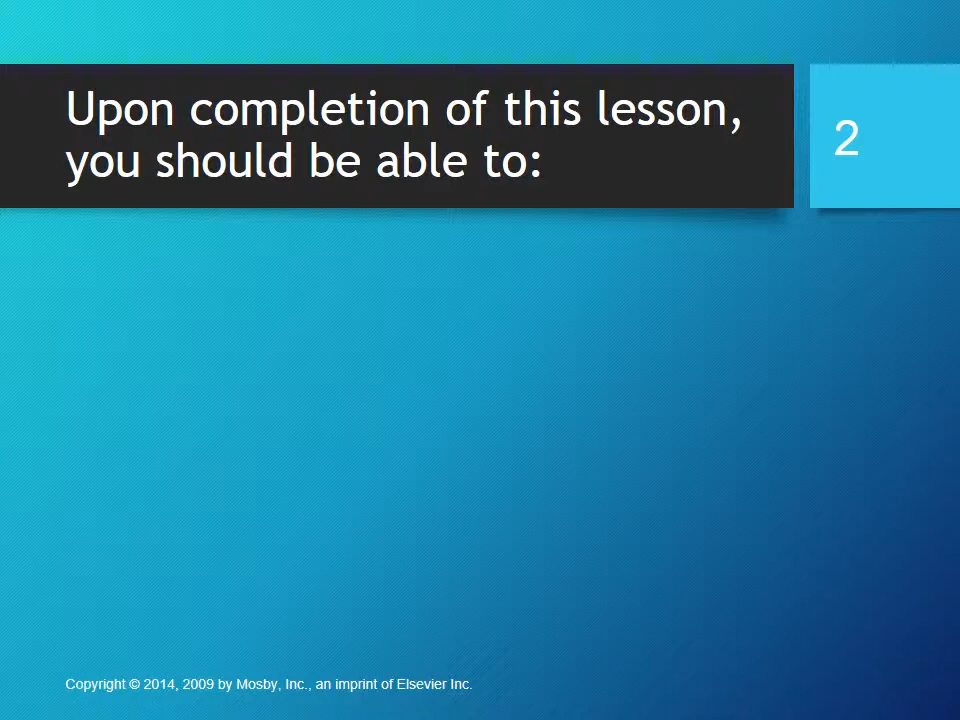 Upon completion of this lesson,
you should be able to:
2
Copyright © 2014, 2009 by Mosby, Inc., an imprint of Elsevier Inc.